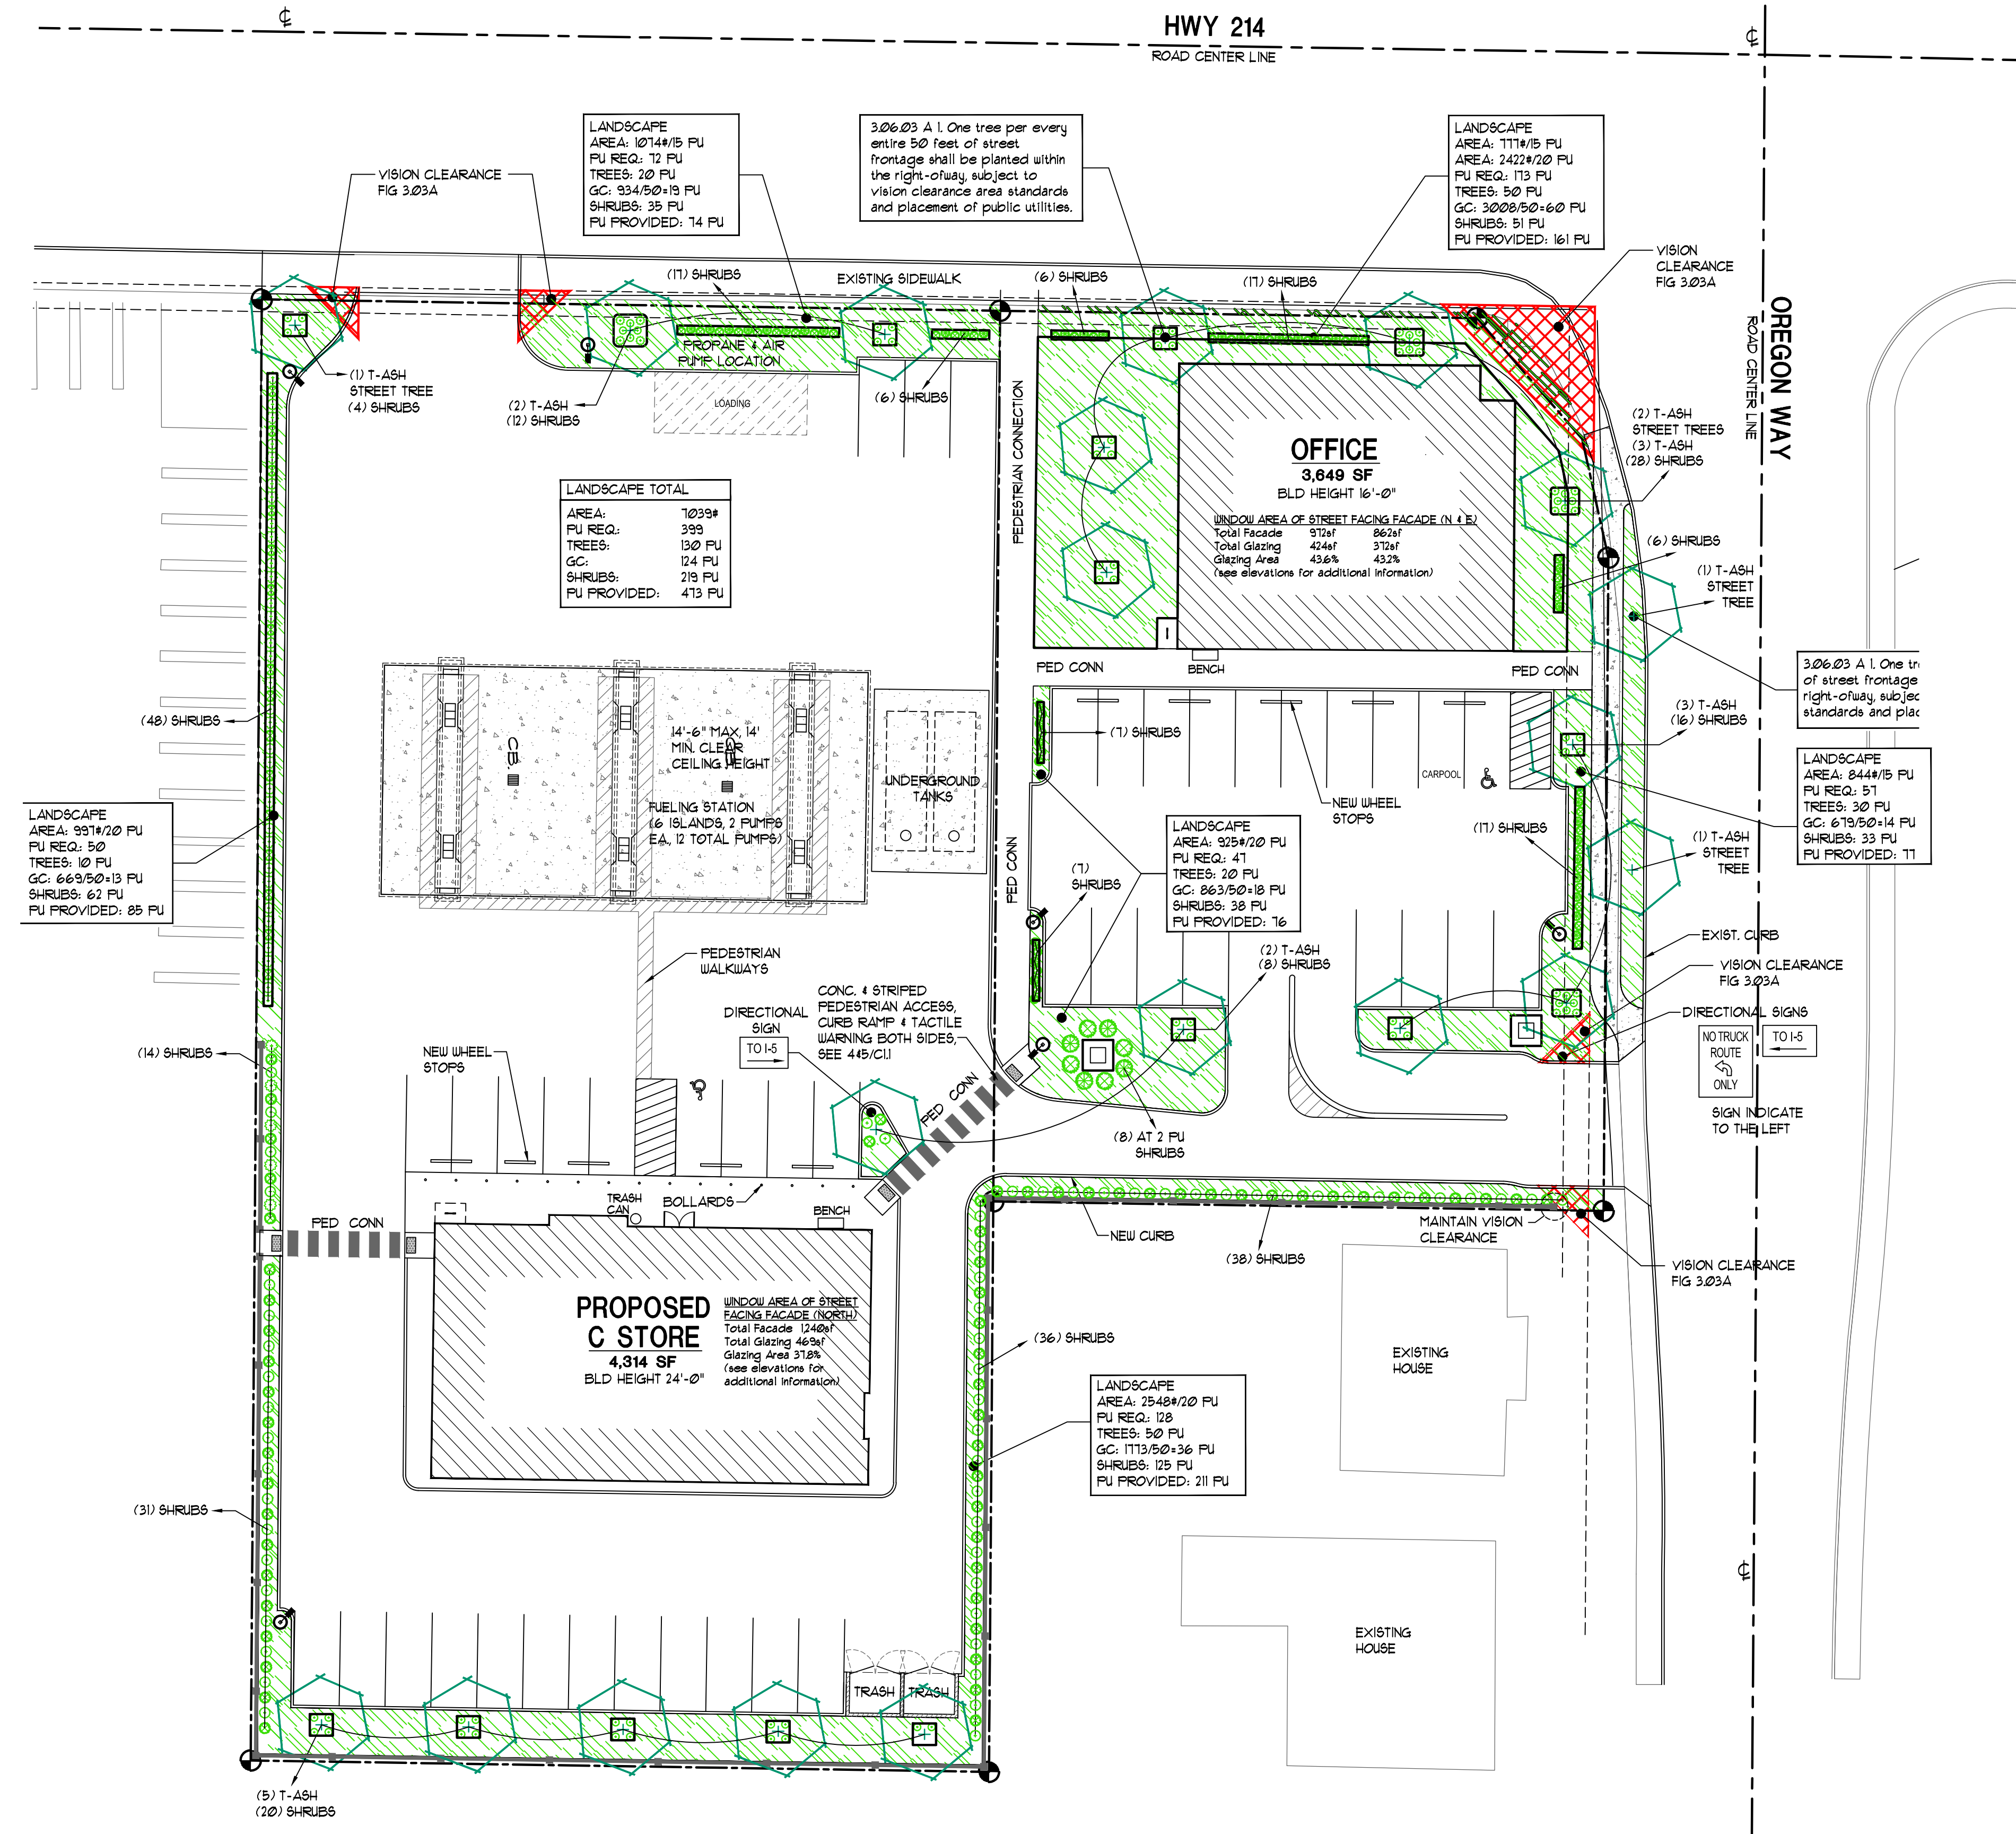 HWY 214
ROAD CENTER LINE
LANDSCAPE
AREA: 1074#/15 PU
PU REQ.: 72 PU
TREES: 20 PU
GC: 934/50=19 PU
SHRUBS: 35 PU
PU PROVIDED: 74 PU
3.06.03 A 1. One tree per every
entire 50 feet of street
frontage shall be planted within
the right-ofway, subject to
vision clearance area standards
and placement of public utilities.
LANDSCAPE
AREA: 777#/15 PU
AREA: 2422#/20 PU
PU REQ.: 173 PU
TREES: 50 PU
GC: 3008/50=60 PU
SHRUBS: 51 PU
PU PROVIDED: 161 PU
VISION CLEARANCE
FIG 3.03A
VISION
CLEARANCE
FIG 3.03A
(17) SHRUBS
EXISTING SIDEWALK
(6) SHRUBS
(17) SHRUBS
OREGON WAY
ROAD CENTER LINE
PROPANE & AIR
PUMP LOCATION
LOADING
(1) T-ASH
STREET TREE
(4) SHRUBS
(2) T-ASH
(12) SHRUBS
(6) SHRUBS
PEDESTRIAN CONNECTION
(2) T-ASH
STREET TREES
(3) T-ASH
(28) SHRUBS
OFFICE
3,649 SF
BLD HEIGHT 16'-0"
WINDOW AREA OF STREET FACING FACADE (N & E)
Total Facade 972sf 862sf
Total Glazing 424sf 372sf
Glazing Area 43.6% 43.2%
(see elevations for additional information)
LANDSCAPE TOTAL
AREA: 7039#
PU REQ.: 399
TREES: 130 PU
GC: 124 PU
SHRUBS: 219 PU
PU PROVIDED: 473 PU
(6) SHRUBS
(1) T-ASH
STREET
TREE
PED CONN
BENCH
PED CONN
3.06.03 A 1. One tr
of street frontage
right-ofway, subjec
standards and plac
(48) SHRUBS
C.B.
14'-6" MAX, 14'
MIN. CLEAR
CEILING HEIGHT
FUELING STATION
(6 ISLANDS, 2 PUMPS
EA., 12 TOTAL PUMPS)
UNDERGROUND
TANKS
(7) SHRUBS
CARPOOL
NEW WHEEL
STOPS
(3) T-ASH
(16) SHRUBS
LANDSCAPE
AREA: 844#/15 PU
PU REQ.: 57
TREES: 30 PU
GC: 679/50=14 PU
SHRUBS: 33 PU
PU PROVIDED: 77
LANDSCAPE
AREA: 997#/20 PU
PU REQ.: 50
TREES: 10 PU
GC: 669/50=13 PU
SHRUBS: 62 PU
PU PROVIDED: 85 PU
PED CONN
(7)
SHRUBS
LANDSCAPE
AREA: 925#/20 PU
PU REQ.: 47
TREES: 20 PU
GC: 863/50=18 PU
SHRUBS: 38 PU
PU PROVIDED: 76
(17) SHRUBS
(1) T-ASH
STREET
TREE
PEDESTRIAN
WALKWAYS
(2) T-ASH
(8) SHRUBS
EXIST. CURB
VISION CLEARANCE
FIG 3.03A
DIRECTIONAL SIGNS
NO TRUCK
ROUTE
ONLY
TO I-5
SIGN INDICATE
TO THE LEFT
CONC. & STRIPED
PEDESTRIAN ACCESS,
CURB RAMP & TACTILE
WARNING BOTH SIDES,
SEE 445/C1.1
DIRECTIONAL
SIGN
TO I-5
(14) SHRUBS
NEW WHEEL
STOPS
PED CONN
(8) AT 2 PU
SHRUBS
TRASH
CAN
BOLLARDS
BENCH
PED CONN
NEW CURB
(38) SHRUBS
MAINTAIN VISION
CLEARANCE
VISION CLEARANCE
FIG 3.03A
PROPOSED
C STORE
4,314 SF
BLD HEIGHT 24'-0"
WINDOW AREA OF STREET
FACING FACADE (NORTH)
Total Facade 1,240sf
Total Glazing 469sf
Glazing Area 37.8%
(see elevations for
additional information)
(36) SHRUBS
EXISTING
HOUSE
LANDSCAPE
AREA: 2548#/20 PU
PU REQ.: 128
TREES: 50 PU
GC: 1773/50=36 PU
SHRUBS: 125 PU
PU PROVIDED: 211 PU
(31) SHRUBS
EXISTING
HOUSE
TRASH
TRASH
(5) T-ASH
(20) SHRUBS